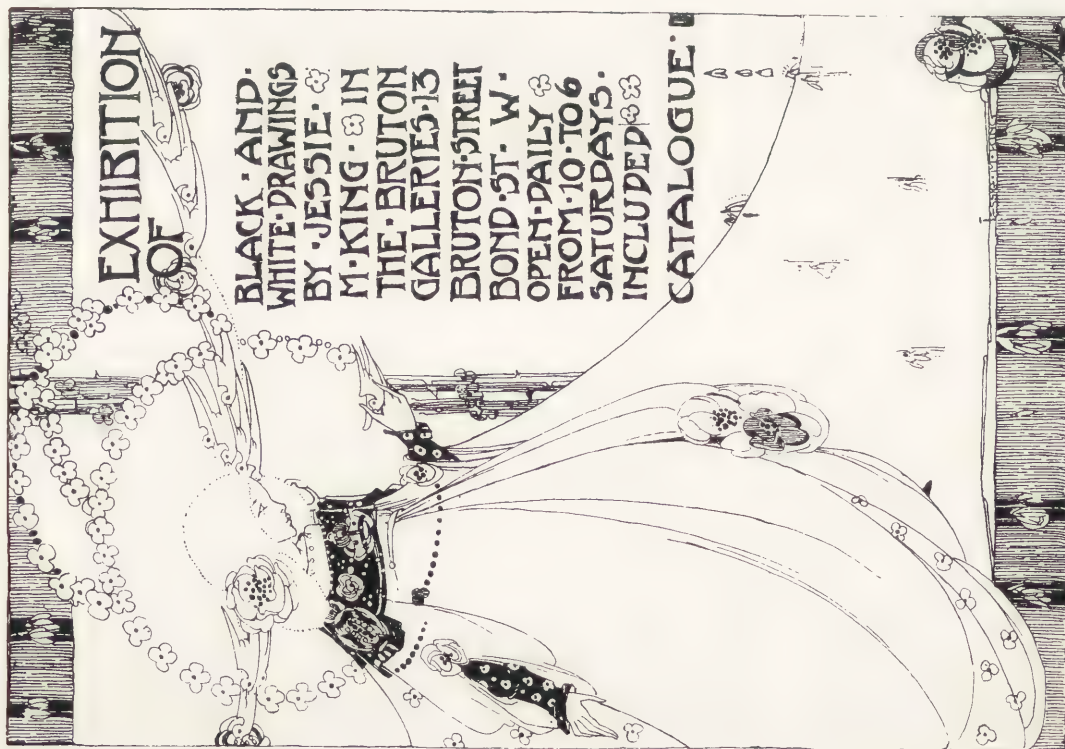 EXHIBITION
OF
BLACK · AND ·
WHITE · DRAWINGS
BY · JESSIE ·
M · KING · IN
THE · BRUTON
GALLERIES · 13
BRUTON · STREET
BOND · ST · W ·
OPEN · DAILY
FROM · 10 · TO 6
SATURDAYS ·
INCLUDED
CATALOGUE ·